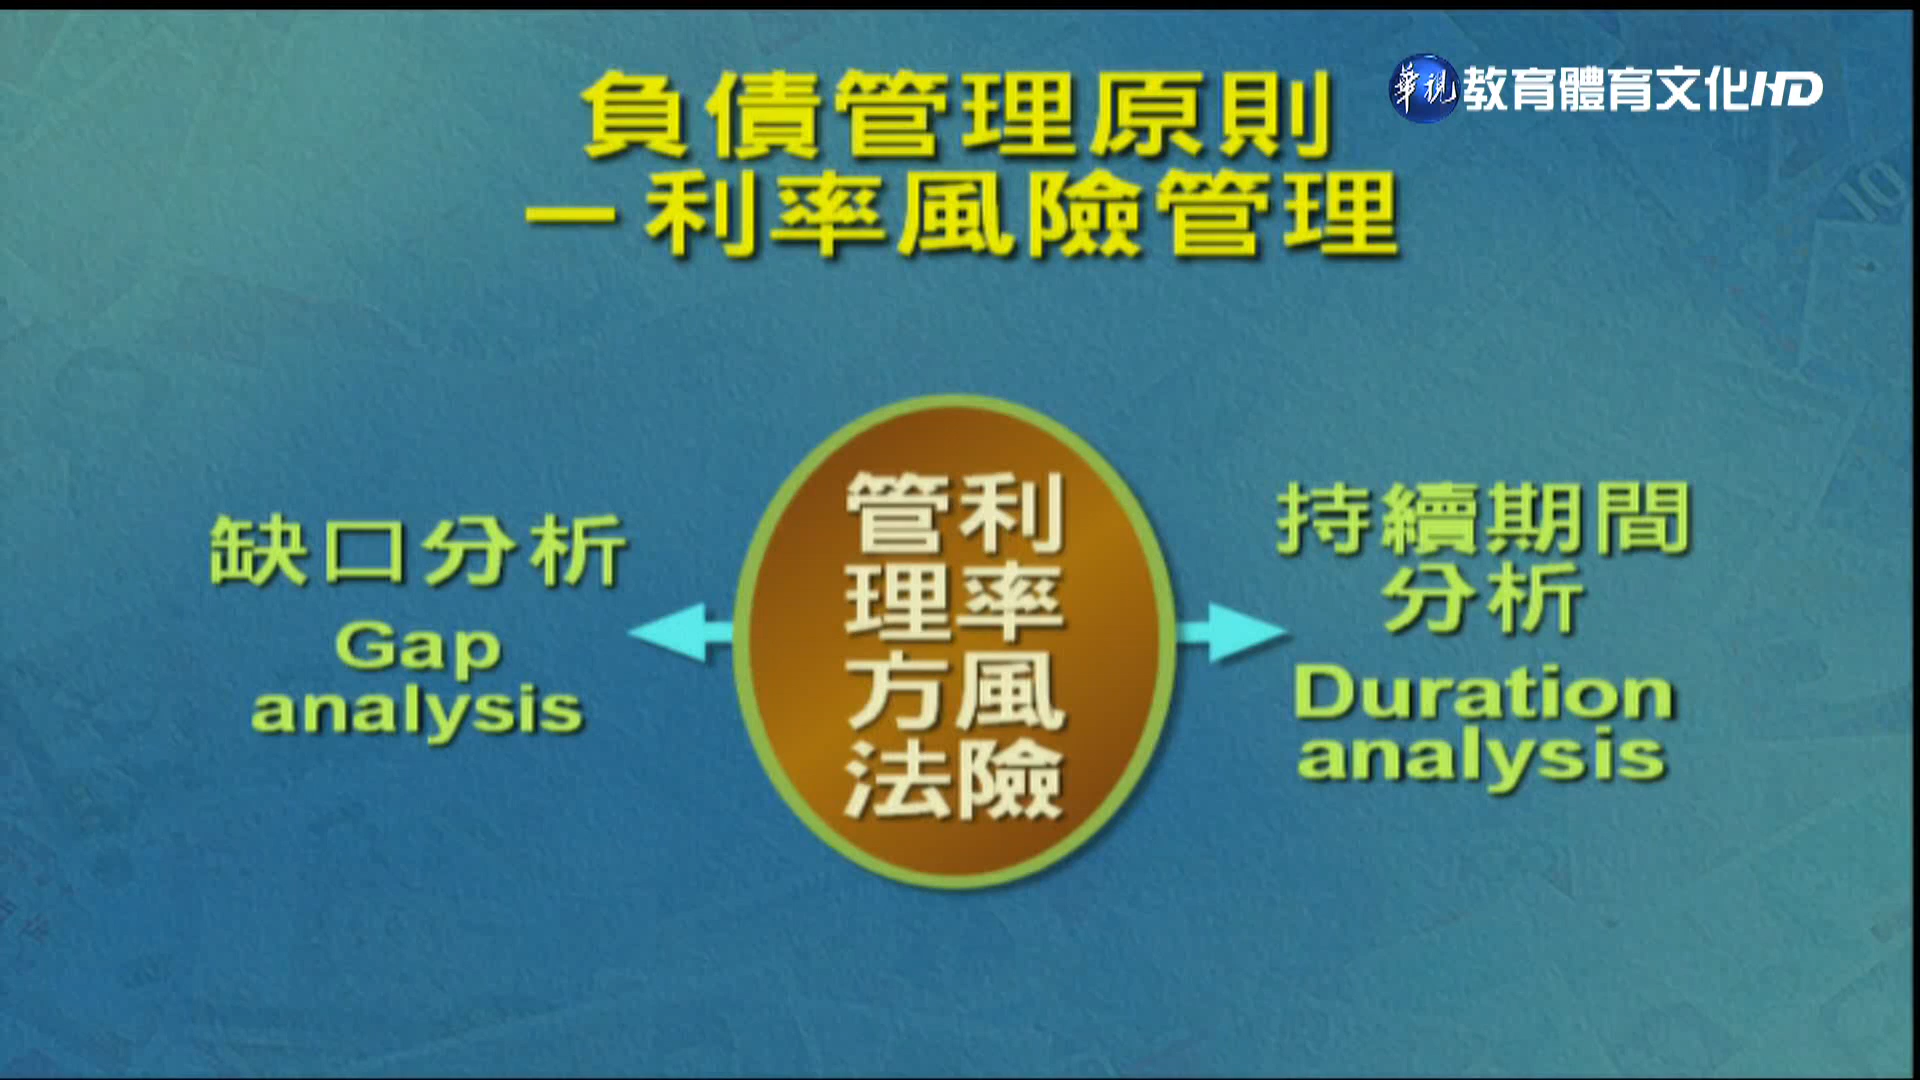 負債管理原則
－利率風險管理
華視 教育體育文化HD
缺口分析
Gap
analysis
利率風險
管理方法
持續期間
分析
Duration
analysis
10